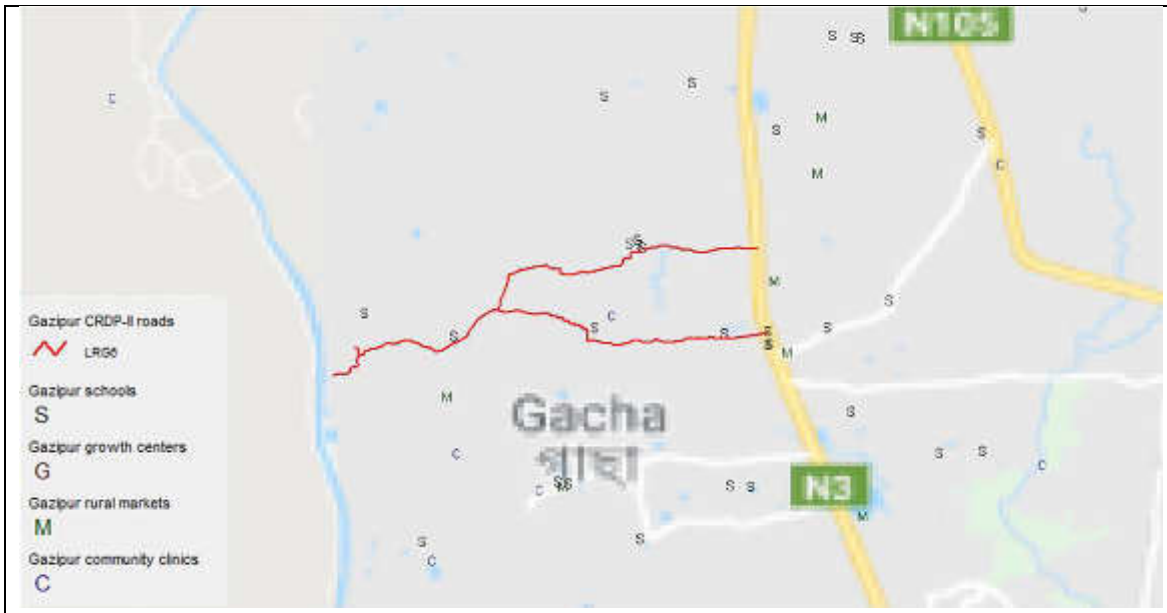 N105
Gazipur CRDP-II roads
LRG6
Gazipur schools
S
Gazipur growth centers
G
Gazipur rural markets
M
Gazipur community clinics
C
Gacha
গাছা
N3